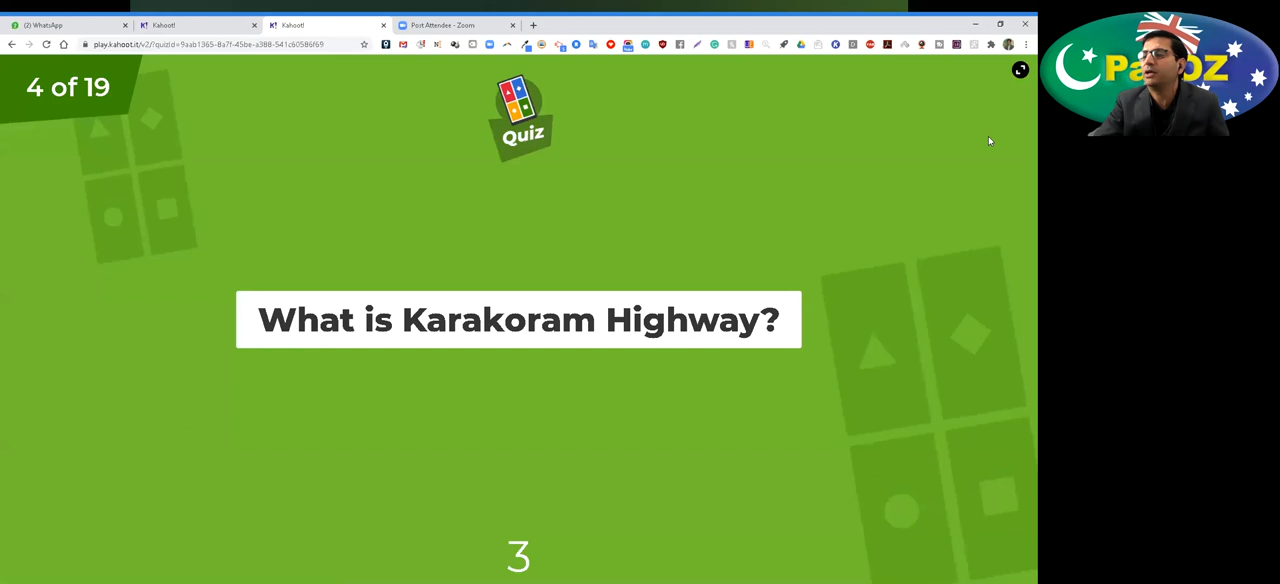 (2) WhatsApp
Kahoot!
Kahoot!
Post Attendee - Zoom
play.kahoot.it/v2/?quizId=9aab1365-8a7f-45be-a388-541c60586f69
4 of 19
Quiz
What is Karakoram Highway?
3